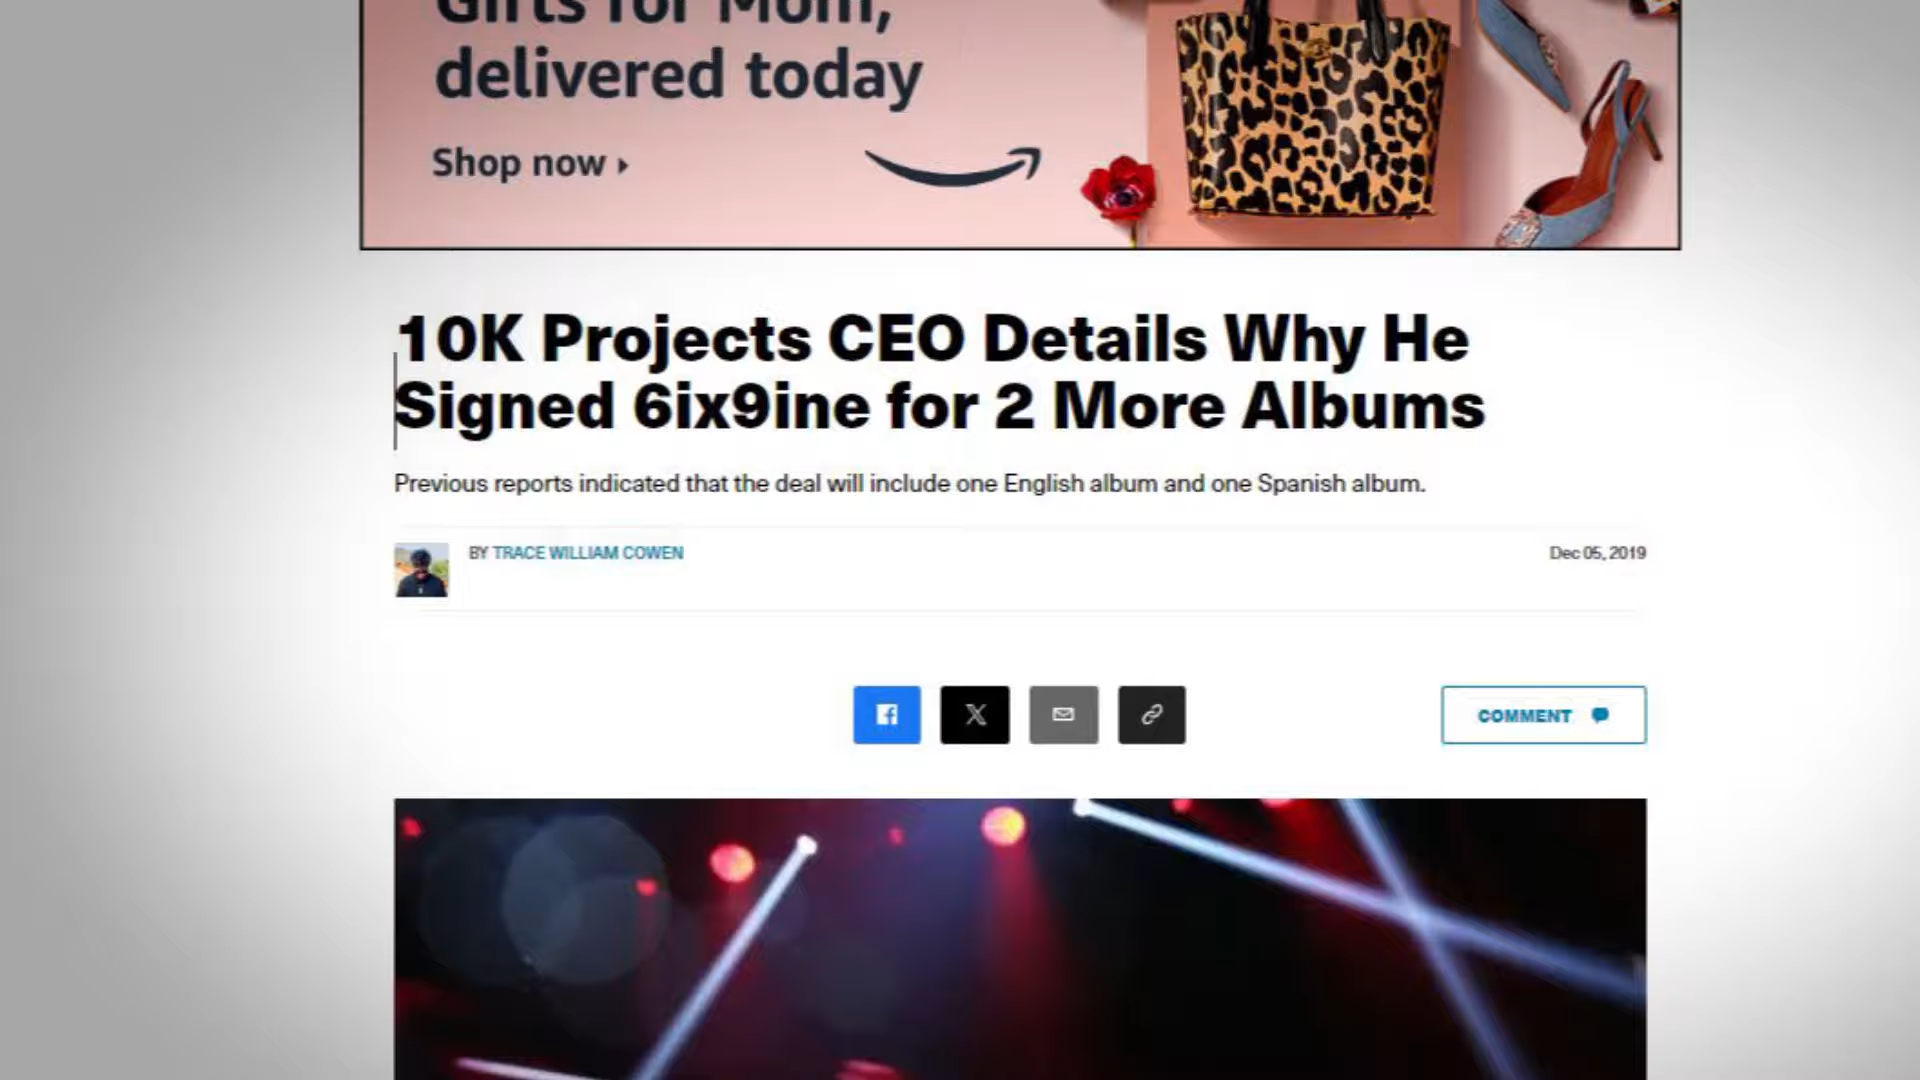 Gifts for Mom,
delivered today
Shop now
10K Projects CEO Details Why He
Signed 6ix9ine for 2 More Albums
Previous reports indicated that the deal will include one English album and one Spanish album.
BY TRACE WILLIAM COWEN
Dec 05, 2019
COMMENT